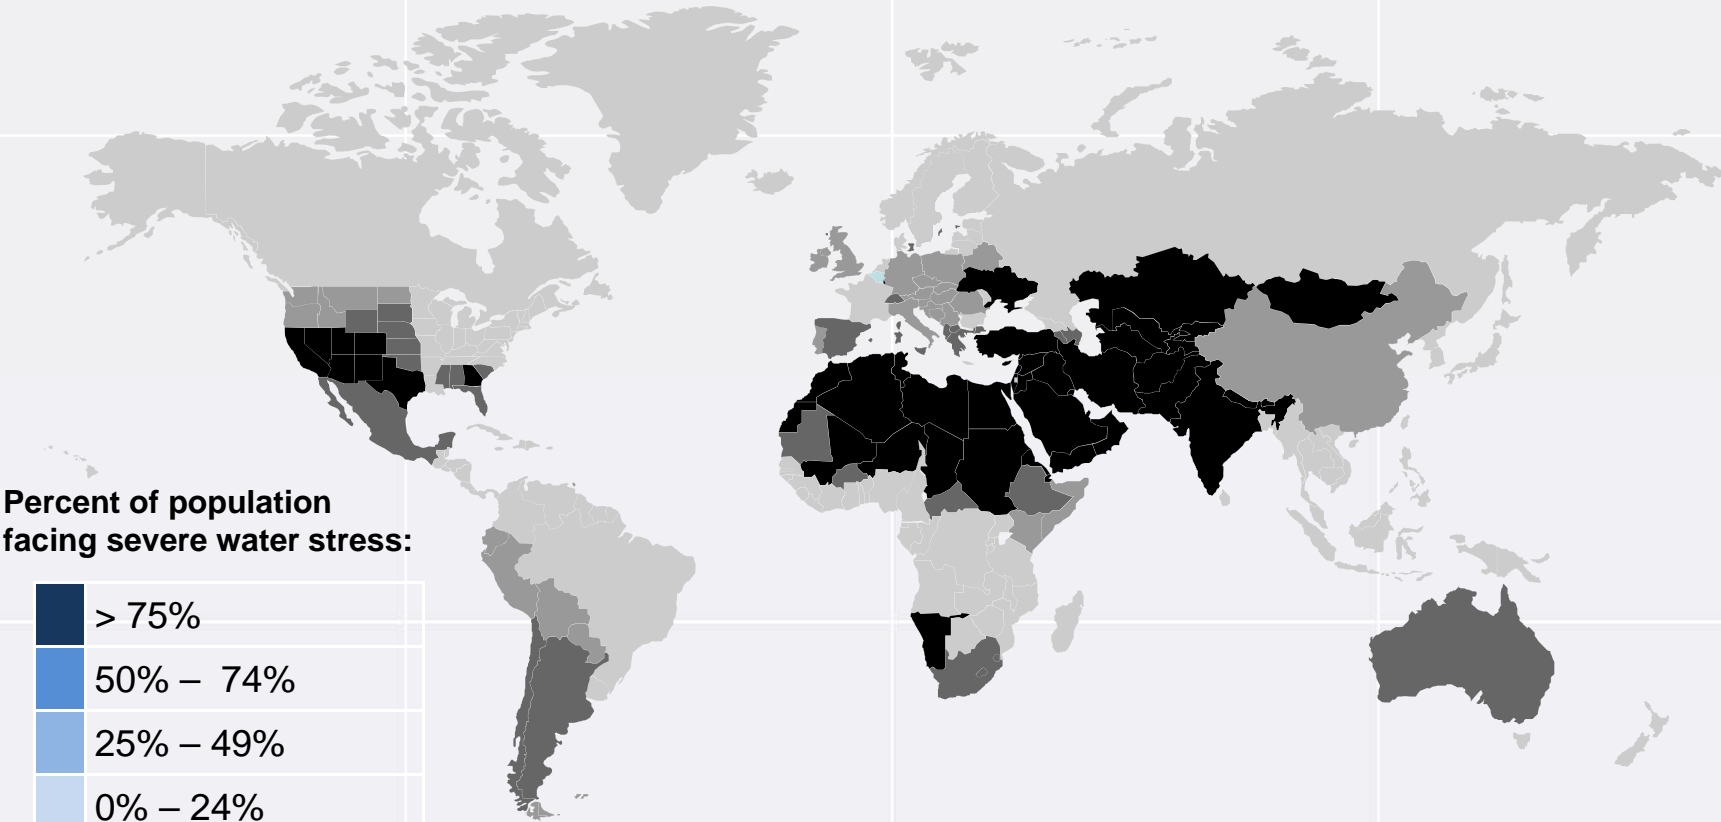 Percent of population
facing severe water stress:
> 75%
50% –  74%
25% – 49%
0% – 24%